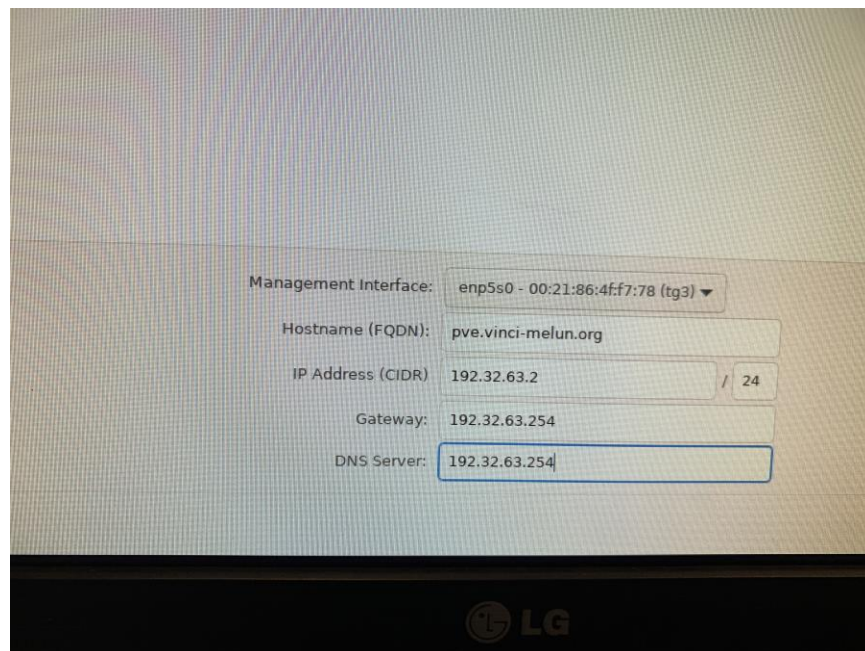 Management Interface: enp5s0 - 00:21:86:4f:f7:78 (tg3)
Hostname (FQDN): pve.vinci-melun.org
IP Address (CIDR) 192.32.63.2 / 24
Gateway: 192.32.63.254
DNS Server: 192.32.63.254
LG